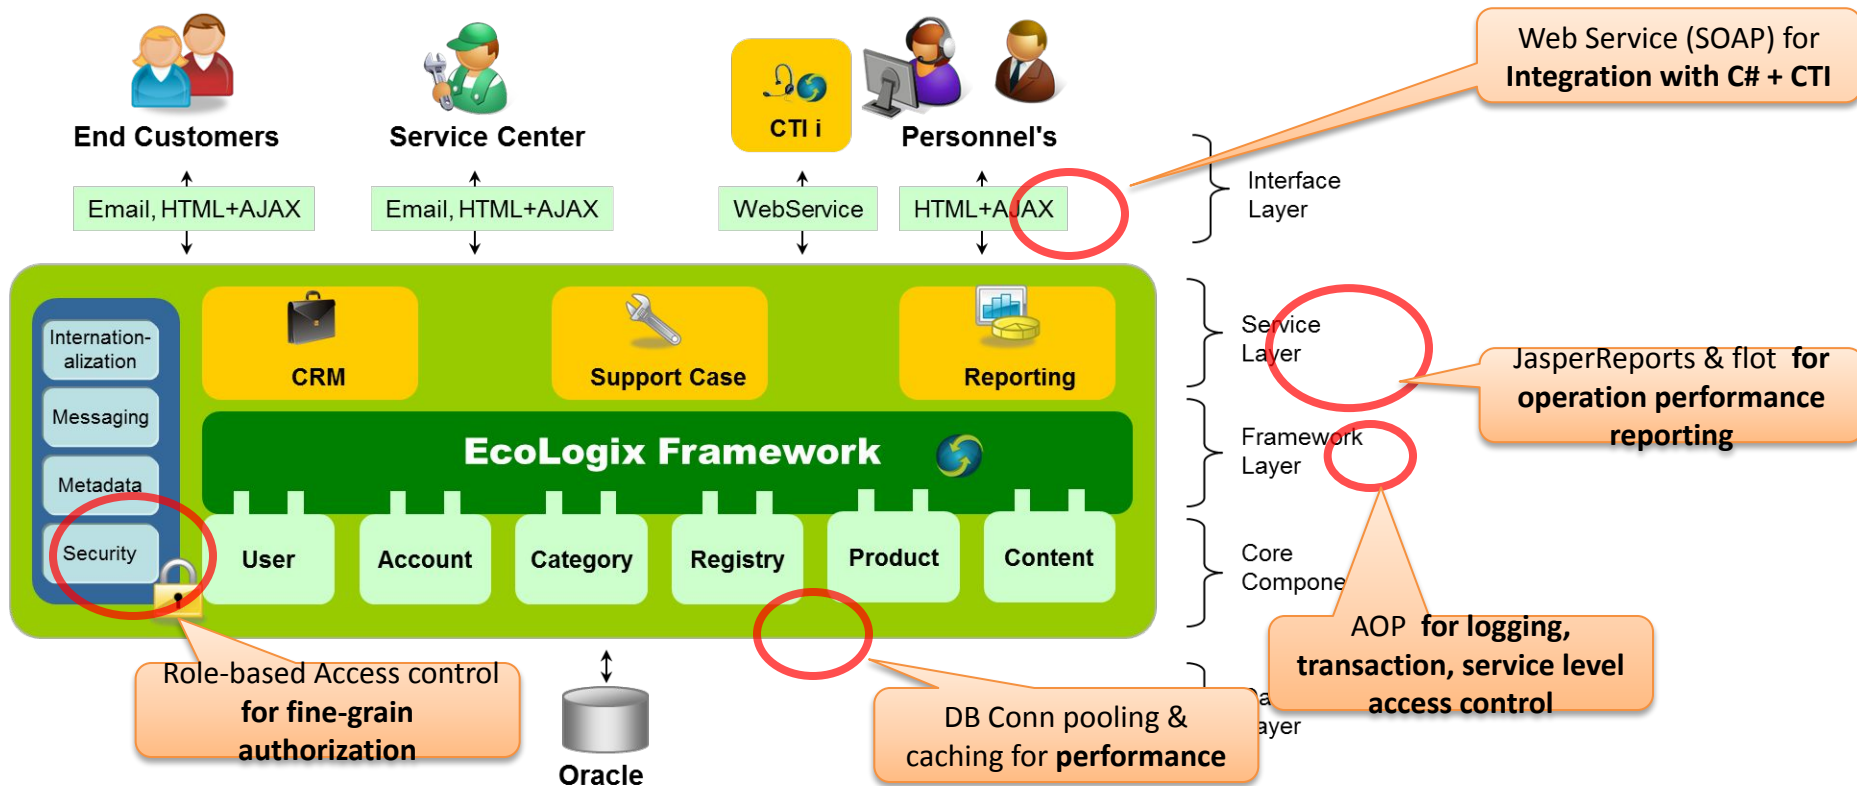 Web Service (SOAP) for
Integration with C# + CTI
CTI i
End Customers
Service Center
Personnel's
Email, HTML+AJAX
Email, HTML+AJAX
WebService
HTML+AJAX
Interface
Layer
Internation-
alization
Messaging
Metadata
Security
CRM
Support Case
Reporting
Service
Layer
JasperReports & flot for
operation performance
reporting
EcoLogix Framework
Framework
Layer
User
Account
Category
Registry
Product
Content
Core
Compone
AOP for logging,
transaction, service level
access control
Role-based Access control
for fine-grain
authorization
DB Conn pooling &
caching for performance
Layer
Oracle